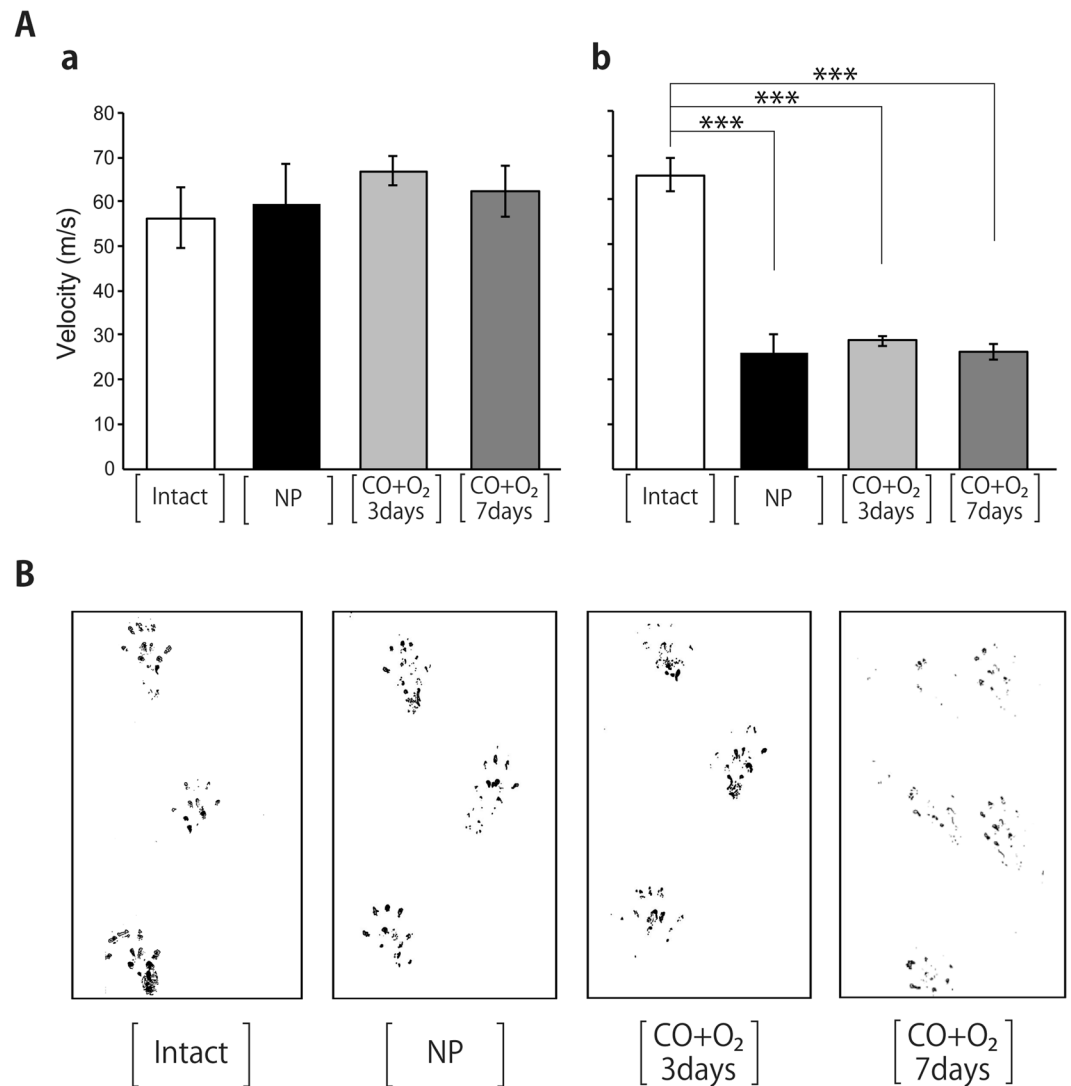 A
a
b
***
***
***
80
70
60
50
40
30
20
10
0
Velocity (m/s)
[ Intact ] [ NP ] [ CO+O₂ 3days ] [ CO+O₂ 7days ]
[ Intact ] [ NP ] [ CO+O₂ 3days ] [ CO+O₂ 7days ]
B
[ Intact ] [ NP ] [ CO+O₂ 3days ] [ CO+O₂ 7days ]